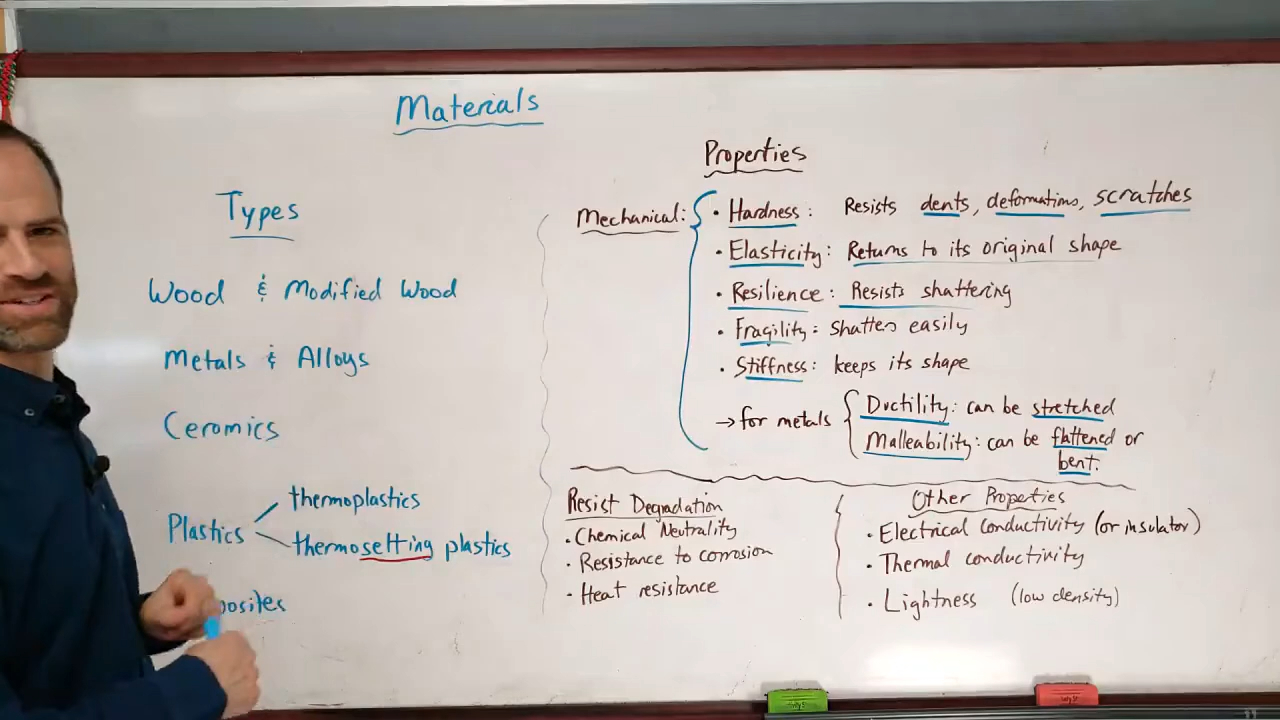 Materials
Types
Wood & Modified Wood
Metals & Alloys
Ceramics
Plastics
thermoplastics
thermosetting plastics
posites
Properties
Mechanical:
• Hardness: Resists dents, deformations, scratches
• Elasticity: Returns to its original shape
• Resilience: Resists shattering
• Fragility: Shatters easily
• Stiffness: keeps its shape
→ for metals
Ductility: can be stretched
Malleability: can be flattened or
bent.
Resist Degradation
• Chemical Neutrality
• Resistance to corrosion
• Heat resistance
Other Properties
• Electrical conductivity (or insulator)
• Thermal conductivity
• Lightness (low density)